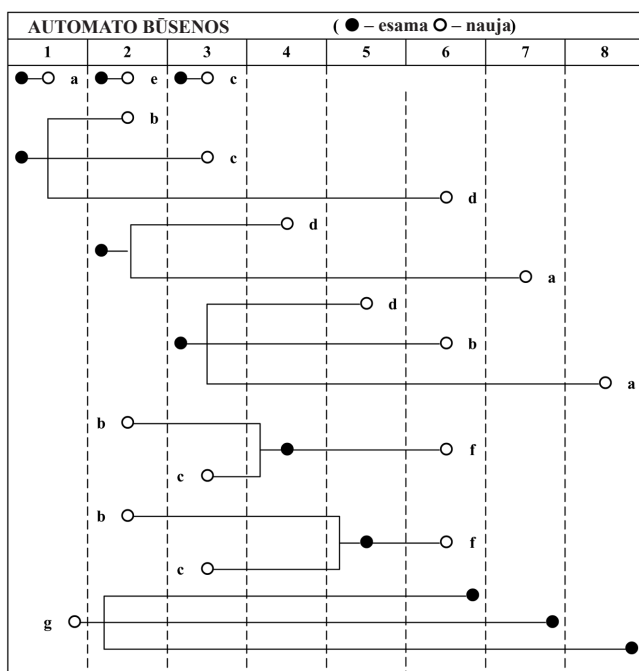 AUTOMATO BŪSENOS ( ● – esama ○ – nauja)
1 2 3 4 5 6 7 8
a e c
b
c
d
d
a
d
b
a
b
f
c
b
f
c
g